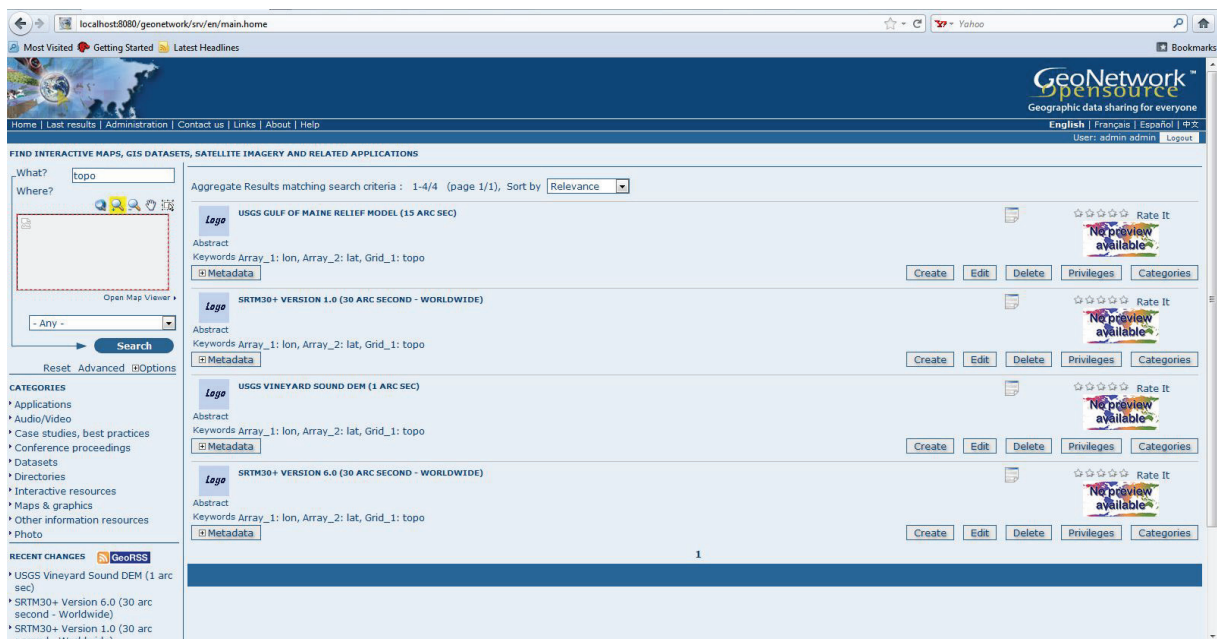 localhost:8080/geonetwork/srv/en/main.home
Yahoo
Most Visited Getting Started Latest Headlines
Bookmarks
GeoNetwork™
Opensource
Geographic data sharing for everyone
Home | Last results | Administration | Contact us | Links | About | Help
English | Français | Español | 中文
User: admin admin Logout
FIND INTERACTIVE MAPS, GIS DATASETS, SATELLITE IMAGERY AND RELATED APPLICATIONS
What? topo
Where?
Open Map Viewer
- Any -
Search
Reset Advanced Options
CATEGORIES
Applications
Audio/Video
Case studies, best practices
Conference proceedings
Datasets
Directories
Interactive resources
Maps & graphics
Other information resources
Photo
RECENT CHANGES GeoRSS
USGS Vineyard Sound DEM (1 arc
sec)
SRTM30+ Version 6.0 (30 arc
second - Worldwide)
SRTM30+ Version 1.0 (30 arc
Aggregate Results matching search criteria : 1-4/4 (page 1/1), Sort by Relevance
Logo USGS GULF OF MAINE RELIEF MODEL (15 ARC SEC)
Rate It
No preview
available
Abstract
Keywords Array_1: lon, Array_2: lat, Grid_1: topo
Metadata
Create Edit Delete Privileges Categories
Logo SRTM30+ VERSION 1.0 (30 ARC SECOND - WORLDWIDE)
Rate It
No preview
available
Abstract
Keywords Array_1: lon, Array_2: lat, Grid_1: topo
Metadata
Create Edit Delete Privileges Categories
Logo USGS VINEYARD SOUND DEM (1 ARC SEC)
Rate It
No preview
available
Abstract
Keywords Array_1: lon, Array_2: lat, Grid_1: topo
Metadata
Create Edit Delete Privileges Categories
Logo SRTM30+ VERSION 6.0 (30 ARC SECOND - WORLDWIDE)
Rate It
No preview
available
Abstract
Keywords Array_1: lon, Array_2: lat, Grid_1: topo
Metadata
Create Edit Delete Privileges Categories
1